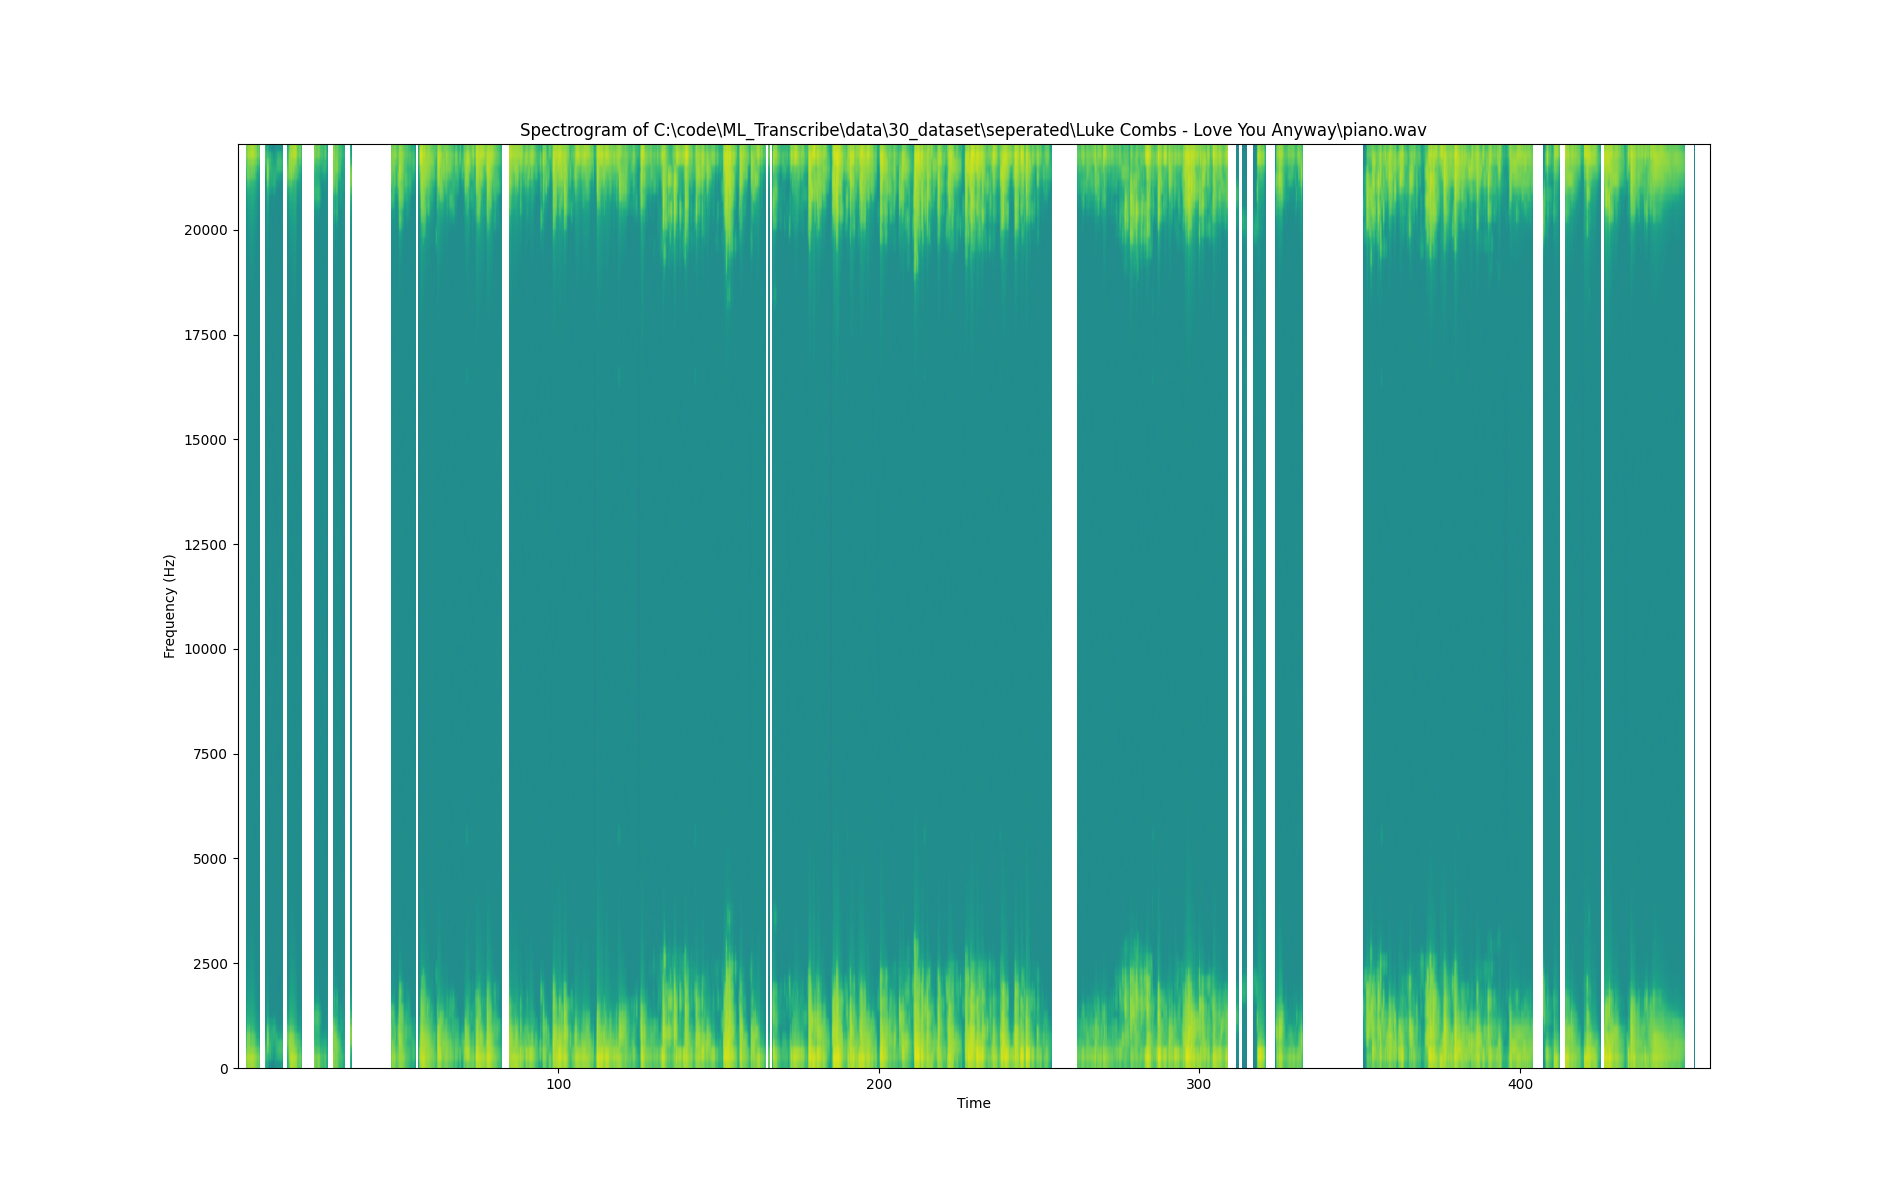 Spectrogram of C:\code\ML_Transcribe\data\30_dataset\seperated\Luke Combs - Love You Anyway\piano.wav
Frequency (Hz)
20000
17500
15000
12500
10000
7500
5000
2500
0
100 200 300 400
Time